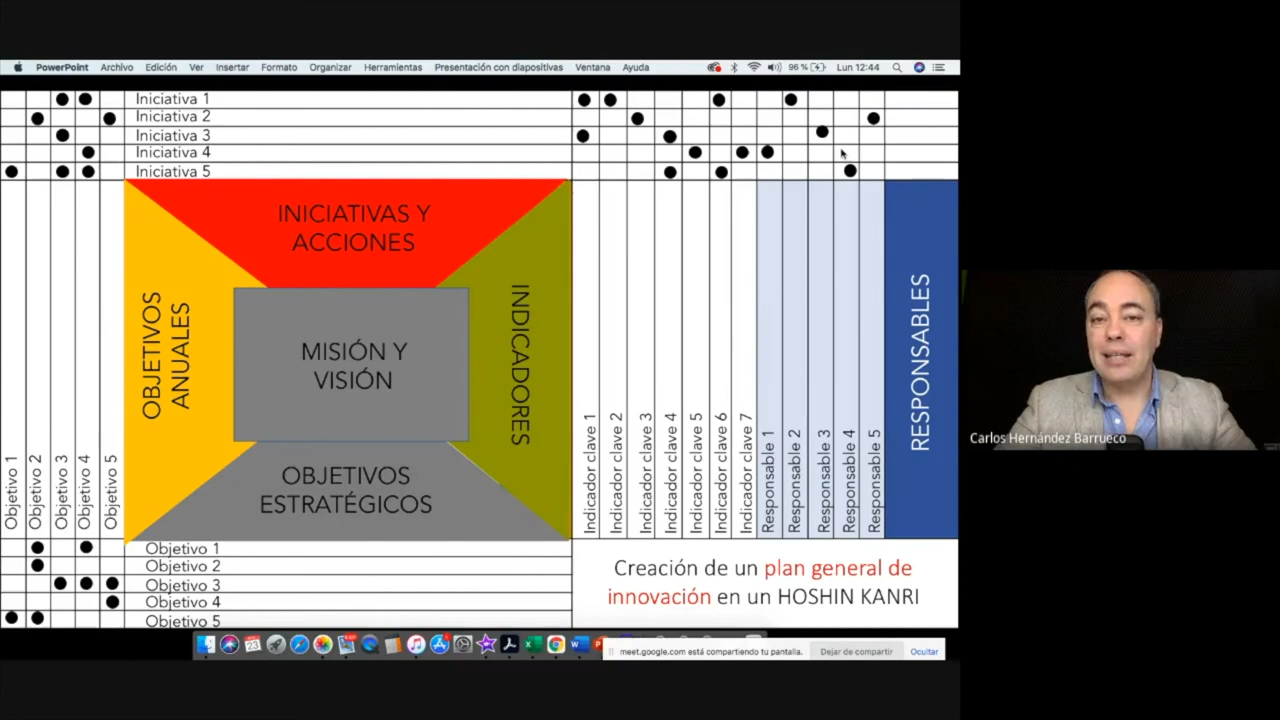 PowerPoint Archivo Edición Ver Insertar Formato Organizar Herramientas Presentación con diapositivas Ventana Ayuda 96 % Lun 12:44
Iniciativa 1
Iniciativa 2
Iniciativa 3
Iniciativa 4
Iniciativa 5
INICIATIVAS Y
ACCIONES
OBJETIVOS
ANUALES
MISIÓN Y
VISIÓN
INDICADORES
OBJETIVOS
ESTRATÉGICOS
Objetivo 1
Objetivo 2
Objetivo 3
Objetivo 4
Objetivo 5
Indicador clave 1
Indicador clave 2
Indicador clave 3
Indicador clave 4
Indicador clave 5
Indicador clave 6
Indicador clave 7
Responsable 1
Responsable 2
Responsable 3
Responsable 4
Responsable 5
RESPONSABLES
Carlos Hernández Barrueco
Objetivo 1
Objetivo 2
Objetivo 3
Objetivo 4
Objetivo 5
Creación de un plan general de
innovación en un HOSHIN KANRI
23
meet.google.com está compartiendo tu pantalla. Dejar de compartir Ocultar